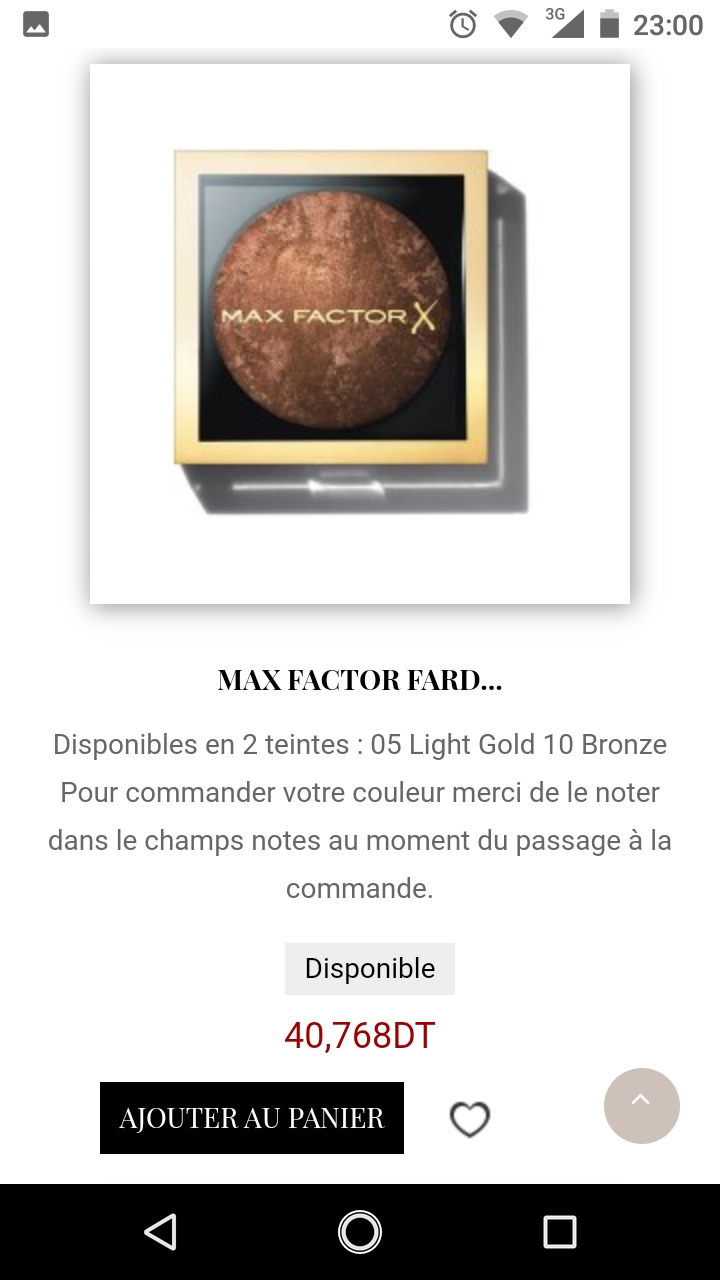 3G 23:00
MAX FACTOR X
MAX FACTOR FARD...
Disponibles en 2 teintes : 05 Light Gold 10 Bronze
Pour commander votre couleur merci de le noter
dans le champs notes au moment du passage à la
commande.
Disponible
40,768DT
AJOUTER AU PANIER